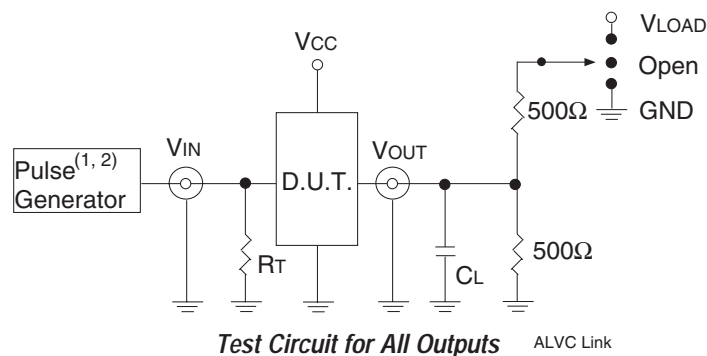 VLOAD
VCC
Open
500Ω
GND
VIN
VOUT
Pulse(1, 2)
Generator
D.U.T.
RT
CL
500Ω
Test Circuit for All Outputs
ALVC Link